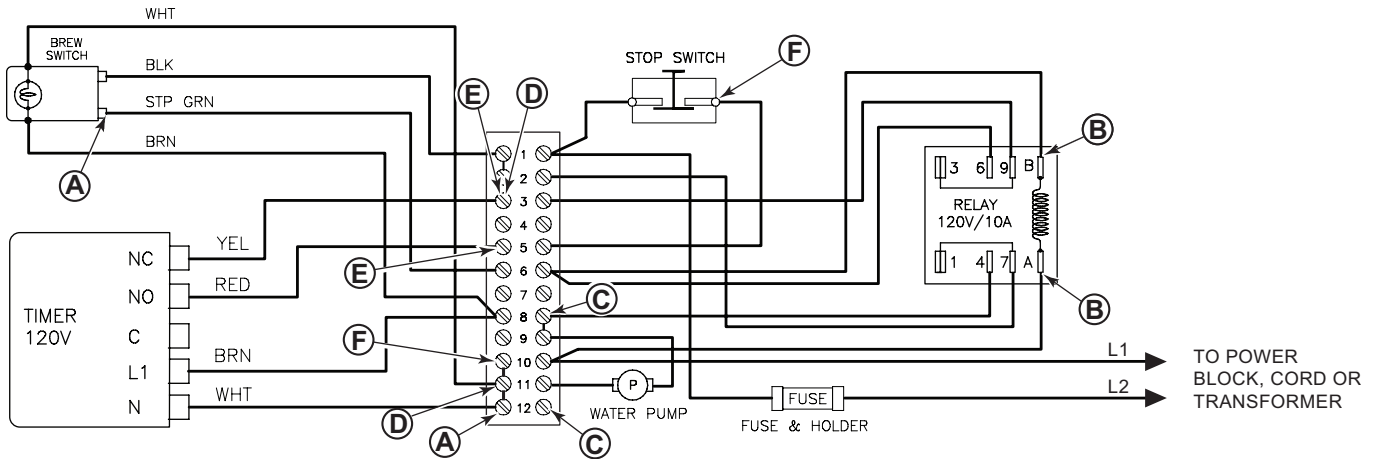 WHT
BREW
SWITCH
BLK
STP GRN
BRN
A
STOP SWITCH
F
E
D
1
2
3
4
5
6
7
8
9
10
11
12
E
C
F
D
A
C
B
3 6 9 B
RELAY
120V/10A
1 4 7 A
B
NC
YEL
NO
RED
TIMER
120V
C
L1
BRN
N
WHT
P
WATER PUMP
FUSE
FUSE & HOLDER
L1
L2
TO POWER
BLOCK, CORD OR
TRANSFORMER